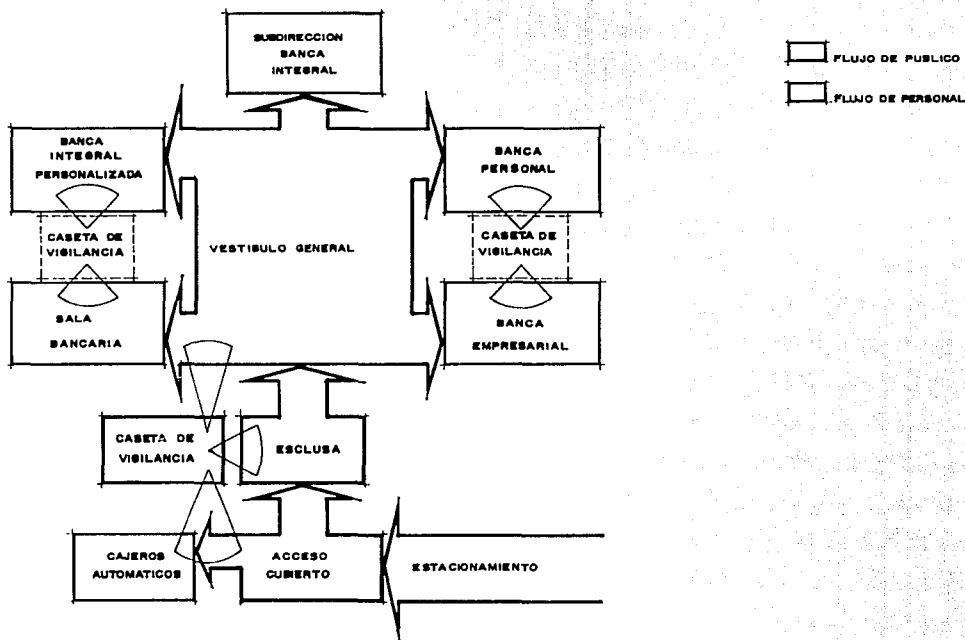 SUBDIRECCION
BANCA
INTEGRAL
FLUJO DE PUBLICO
FLUJO DE PERSONAL
BANCA
INTEGRAL
PERSONALIZADA
BANCA
PERSONAL
CASETA DE
VIGILANCIA
VESTIBULO GENERAL
CASETA DE
VIGILANCIA
SALA
BANCARIA
BANCA
EMPRESARIAL
CASETA DE
VIGILANCIA
ESCLUSA
CAJEROS
AUTOMATICOS
ACCESO
CUBIERTO
ESTACIONAMIENTO